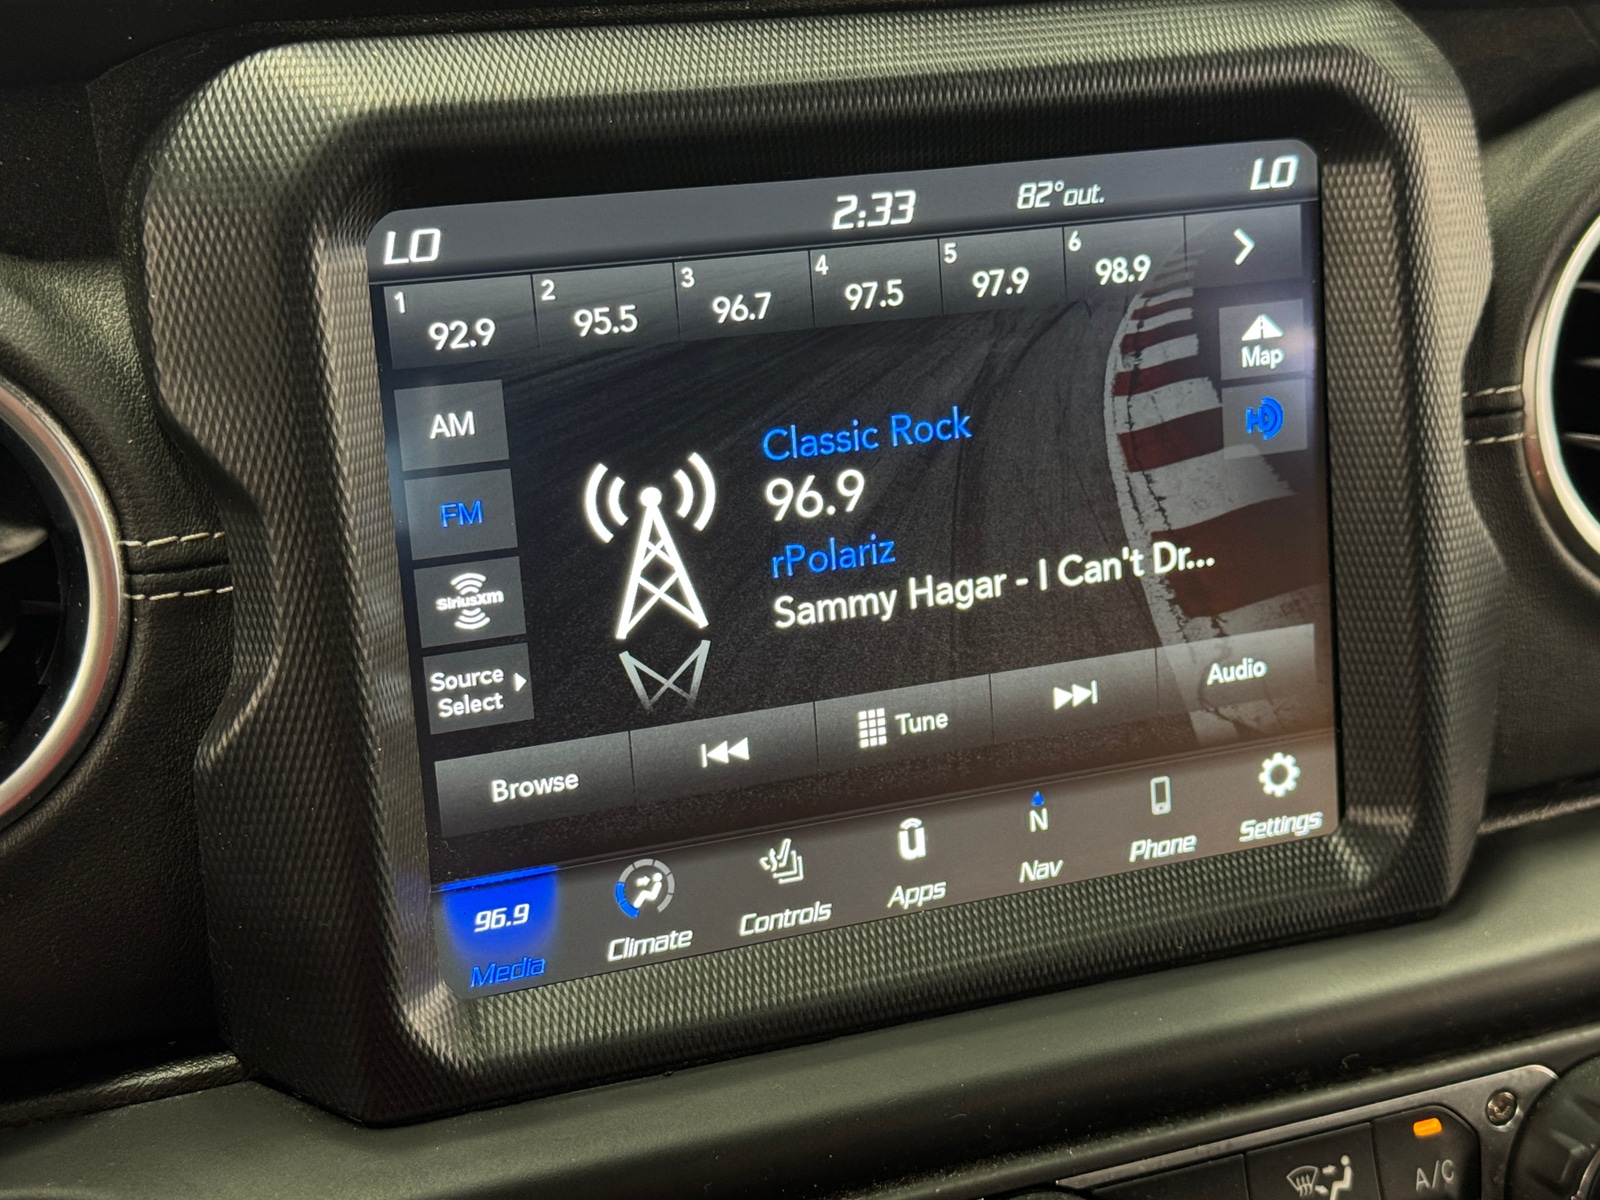 LO 2:33 82°out. LO
1 92.9 2 95.5 3 96.7 4 97.5 5 97.9 6 98.9
Map
AM
HD
Classic Rock
96.9
FM
rPolariz
Sammy Hagar - I Can't Dr...
SiriusXM
Source
Select
Audio
Tune
Browse
N
96.9
Media
Climate
Controls
Apps
Nav
Phone
Settings
A/C